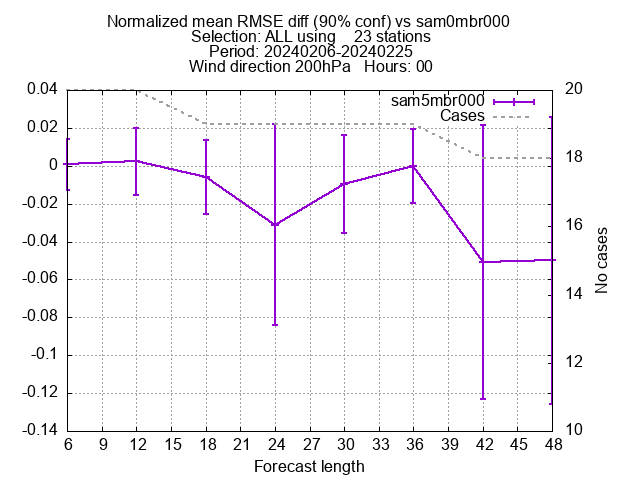 Normalized mean RMSE diff (90% conf) vs sam0mbr000
Selection: ALL using    23 stations
Period: 20240206-20240225
Wind direction 200hPa   Hours: 00
sam5mbr000
Cases
0.04
0.02
0
-0.02
-0.04
-0.06
-0.08
-0.1
-0.12
-0.14
20
18
16
14
12
10
No cases
6 9 12 15 18 21 24 27 30 33 36 39 42 45 48
Forecast length